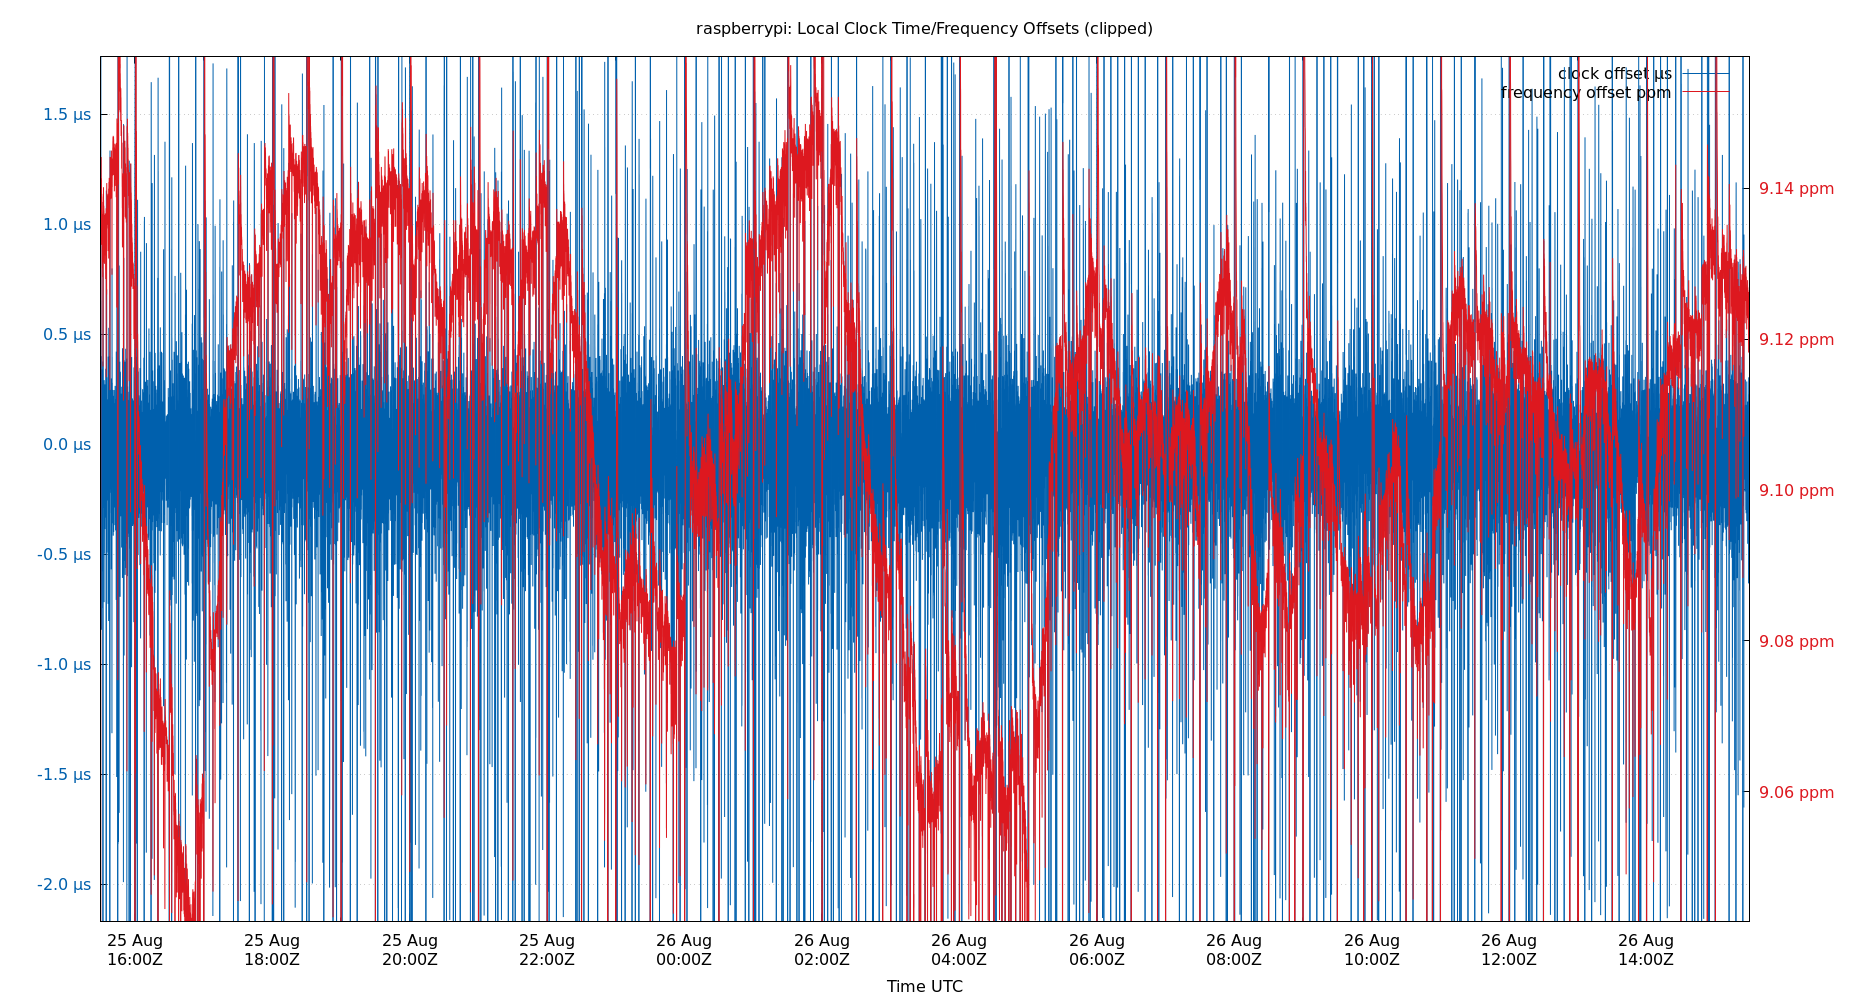 raspberrypi: Local Clock Time/Frequency Offsets (clipped)
clock offset µs
frequency offset ppm
1.5 µs
1.0 µs
0.5 µs
0.0 µs
-0.5 µs
-1.0 µs
-1.5 µs
-2.0 µs
9.14 ppm
9.12 ppm
9.10 ppm
9.08 ppm
9.06 ppm
25 Aug
16:00Z
25 Aug
18:00Z
25 Aug
20:00Z
25 Aug
22:00Z
26 Aug
00:00Z
26 Aug
02:00Z
26 Aug
04:00Z
26 Aug
06:00Z
26 Aug
08:00Z
26 Aug
10:00Z
26 Aug
12:00Z
26 Aug
14:00Z
Time UTC